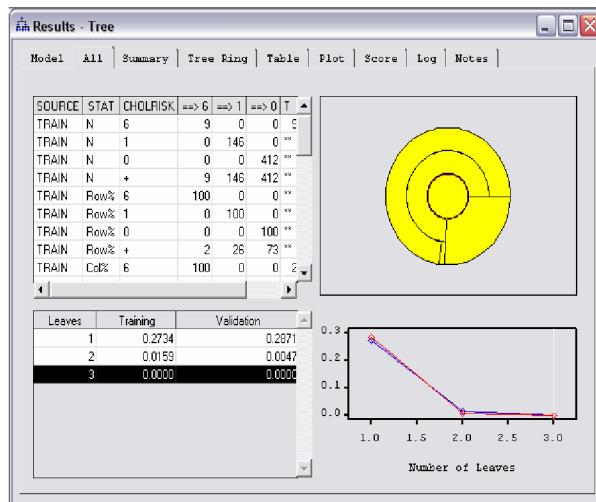 Results - Tree
Model All Summary Tree Ring Table Plot Score Log Notes
SOURCE STAT CHOLRISK ==> 6 ==> 1 ==> 0 T
TRAIN N 6 9 0 0
TRAIN N 1 0 146 0 **
TRAIN N 0 0 0 412 **
TRAIN N + 9 146 412 **
TRAIN Row% 6 100 0 0 **
TRAIN Row% 1 0 100 0 **
TRAIN Row% 0 0 0 100 **
TRAIN Row% + 2 26 73 **
TRAIN Col% 6 100 0 0 2
Leaves Training Validation
1 0.2734 0.2871
2 0.0159 0.0047
3 0.0000 0.0000
0.3
0.2
0.1
0.0
1.0 1.5 2.0 2.5 3.0
Number of Leaves